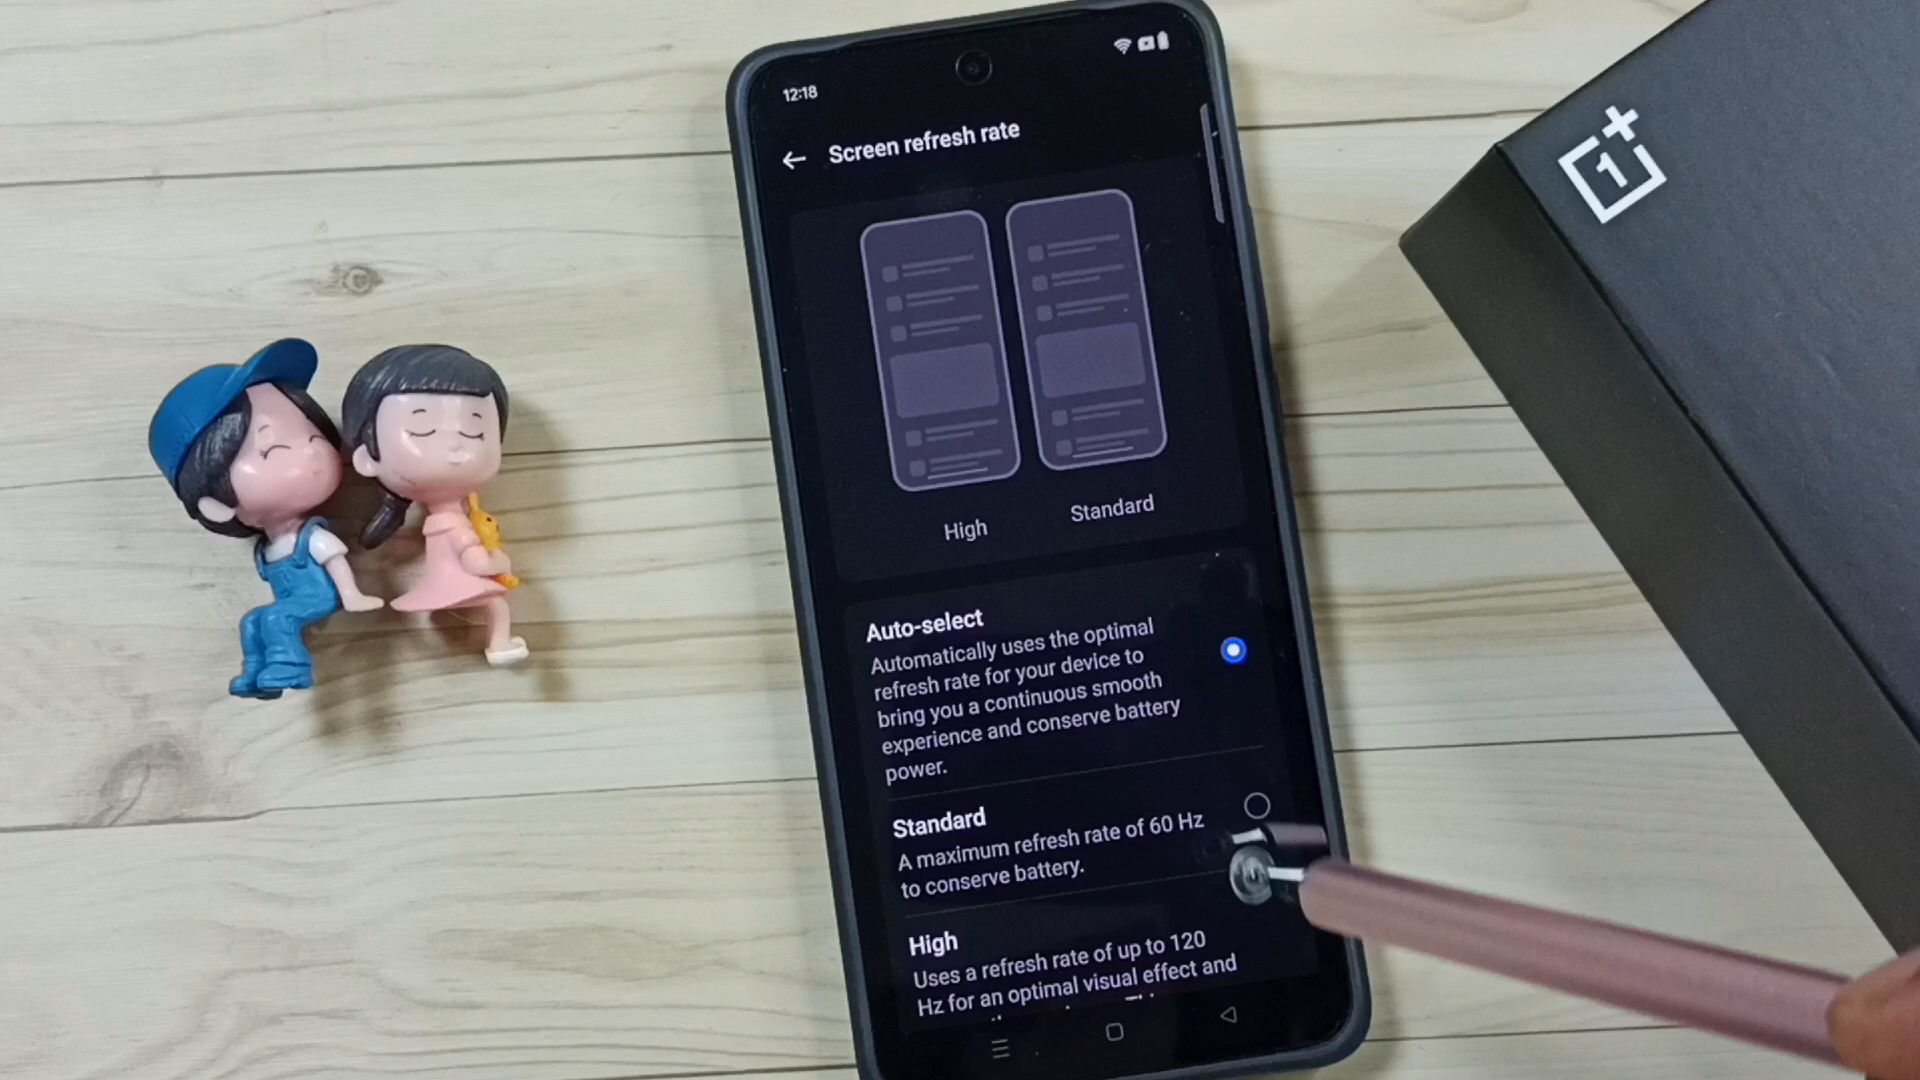 12:18
Screen refresh rate
High
Standard
Auto-select
Automatically uses the optimal
refresh rate for your device to
bring you a continuous smooth
experience and conserve battery
power.
Standard
A maximum refresh rate of 60 Hz
to conserve battery.
High
Uses a refresh rate of up to 120
Hz for an optimal visual effect and
1+